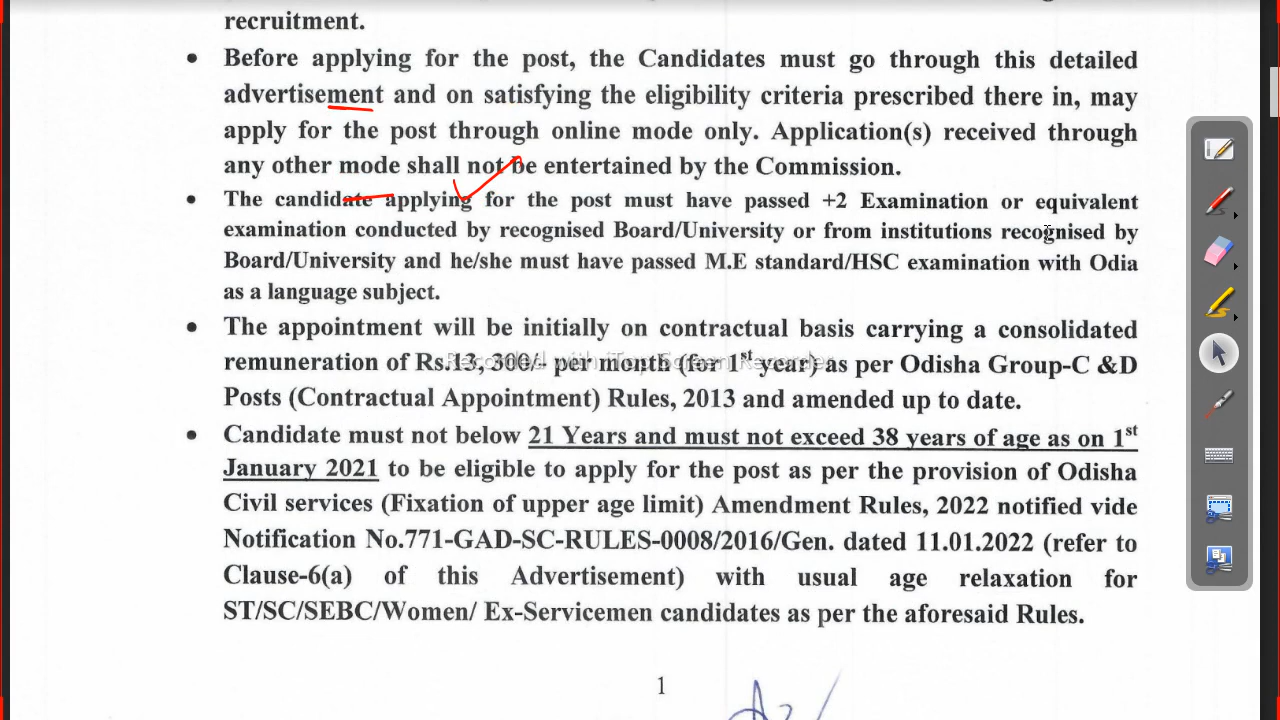 recruitment.
• Before applying for the post, the Candidates must go through this detailed
advertisement and on satisfying the eligibility criteria prescribed there in, may
apply for the post through online mode only. Application(s) received through
any other mode shall not be entertained by the Commission.
• The candidate applying for the post must have passed +2 Examination or equivalent
examination conducted by recognised Board/University or from institutions recognised by
Board/University and he/she must have passed M.E standard/HSC examination with Odia
as a language subject.
• The appointment will be initially on contractual basis carrying a consolidated
remuneration of Rs.13, 300/- per month (for 1st year) as per Odisha Group-C &D
Recorded with iTop Screen Recorder
Posts (Contractual Appointment) Rules, 2013 and amended up to date.
• Candidate must not below 21 Years and must not exceed 38 years of age as on 1st
January 2021 to be eligible to apply for the post as per the provision of Odisha
Civil services (Fixation of upper age limit) Amendment Rules, 2022 notified vide
Notification No.771-GAD-SC-RULES-0008/2016/Gen. dated 11.01.2022 (refer to
Clause-6(a) of this Advertisement) with usual age relaxation for
ST/SC/SEBC/Women/ Ex-Servicemen candidates as per the aforesaid Rules.
1